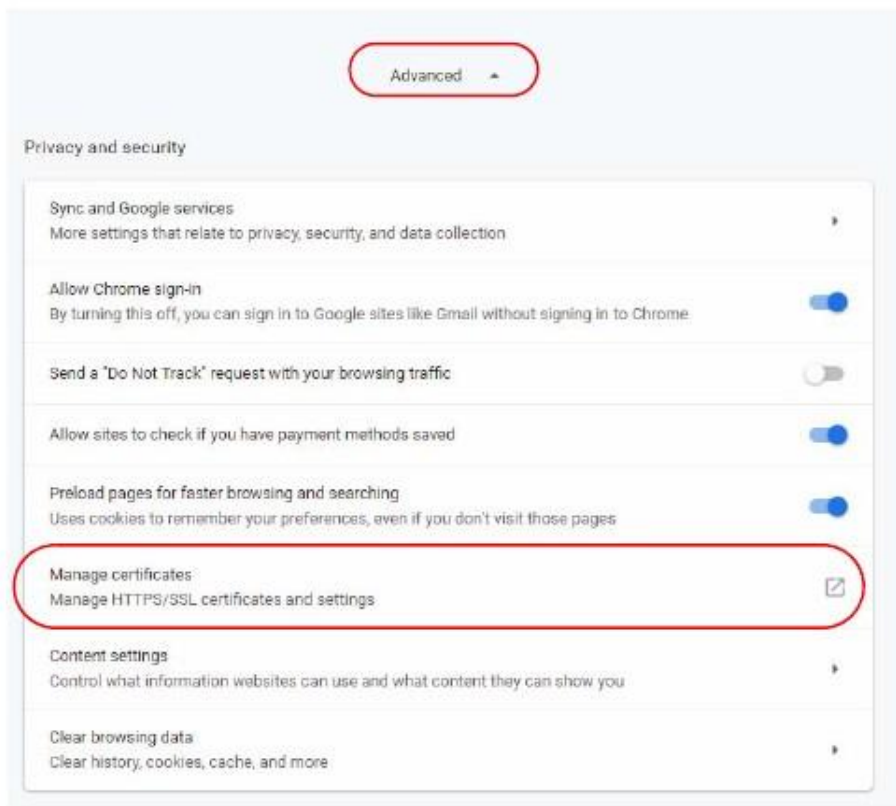 Advanced
Privacy and security
Sync and Google services
More settings that relate to privacy, security, and data collection
Allow Chrome sign-in
By turning this off, you can sign in to Google sites like Gmail without signing in to Chrome
Send a "Do Not Track" request with your browsing traffic
Allow sites to check if you have payment methods saved
Preload pages for faster browsing and searching
Uses cookies to remember your preferences, even if you don't visit those pages
Manage certificates
Manage HTTPS/SSL certificates and settings
Content settings
Control what information websites can use and what content they can show you
Clear browsing data
Clear history, cookies, cache, and more